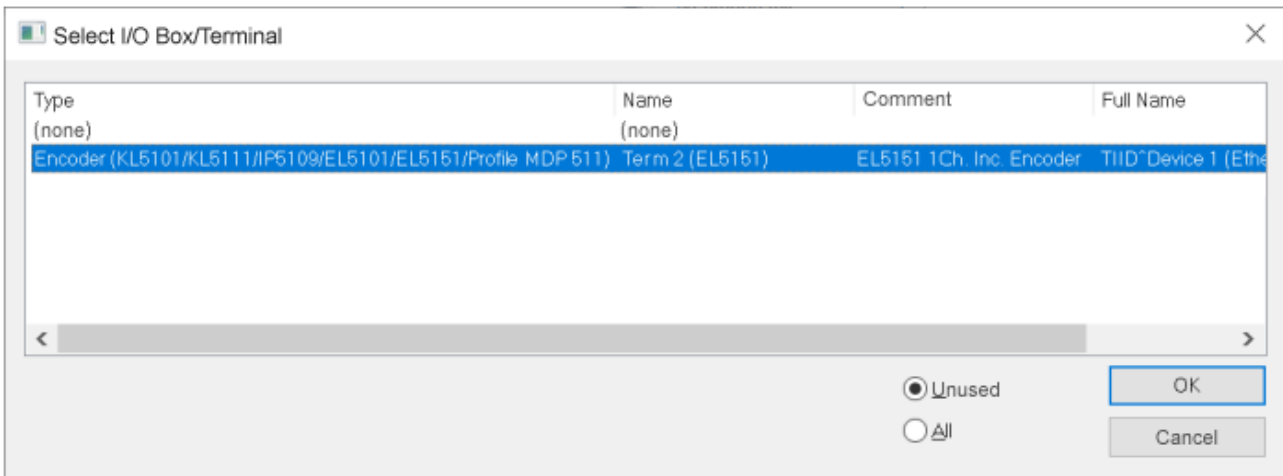 Select I/O Box/Terminal
Type Name Comment Full Name
(none) (none)
Encoder (KL5101/KL5111/IP5109/EL5101/EL5151/Profile MDP 511) Term 2 (EL5151) EL5151 1Ch. Inc. Encoder TIID^Device 1 (Ethe
Unused
OK
All
Cancel